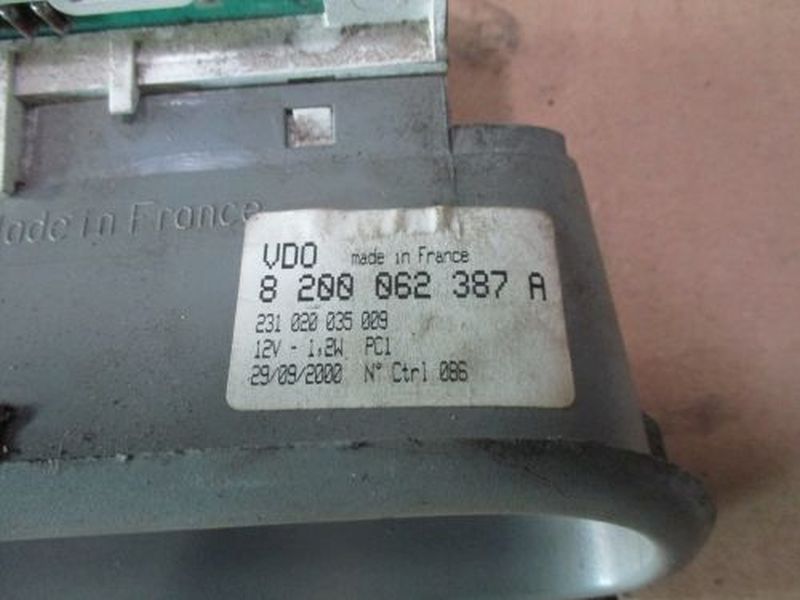 Made in France
VDO made in France
8 200 062 387 A
231 020 035 009
12V - 1,2W PC1
29/09/2000 N° Ctrl 086